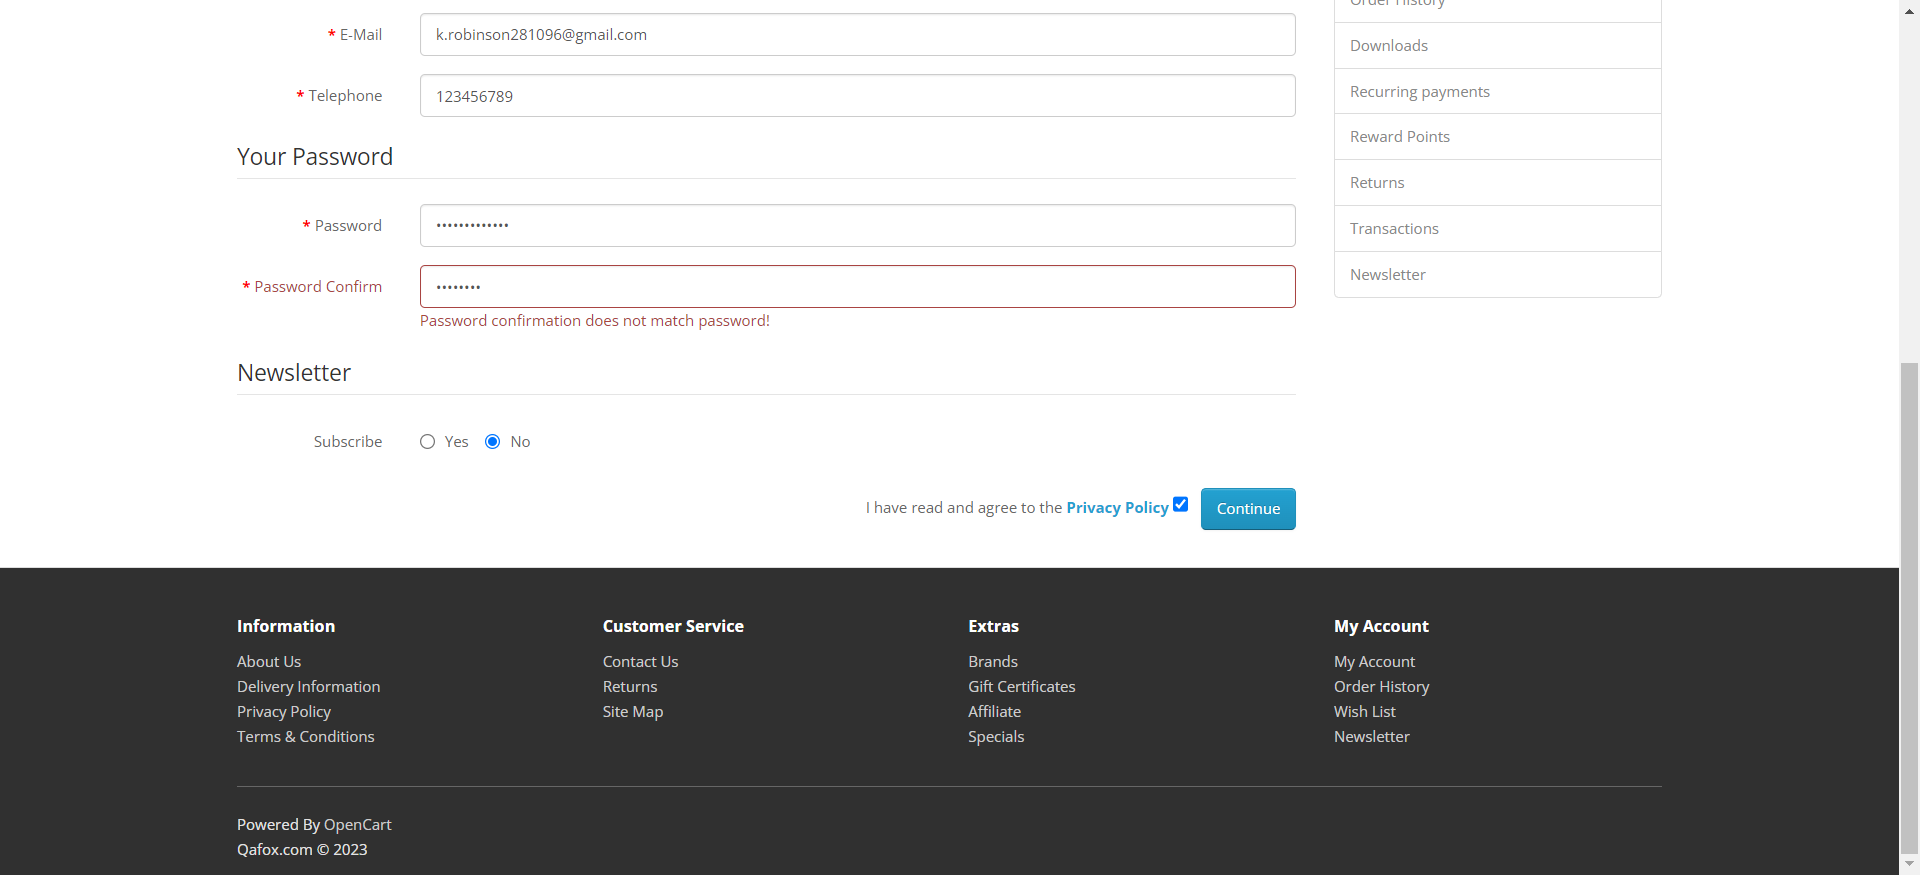 * E-Mail
k.robinson281096@gmail.com
* Telephone
123456789
Your Password
* Password
•••••••••••••
* Password Confirm
••••••••
Password confirmation does not match password!
Newsletter
Subscribe
Yes
No
I have read and agree to the Privacy Policy
Continue
Order History
Downloads
Recurring payments
Reward Points
Returns
Transactions
Newsletter
Information
About Us
Delivery Information
Privacy Policy
Terms & Conditions
Customer Service
Contact Us
Returns
Site Map
Extras
Brands
Gift Certificates
Affiliate
Specials
My Account
My Account
Order History
Wish List
Newsletter
Powered By OpenCart
Qafox.com © 2023